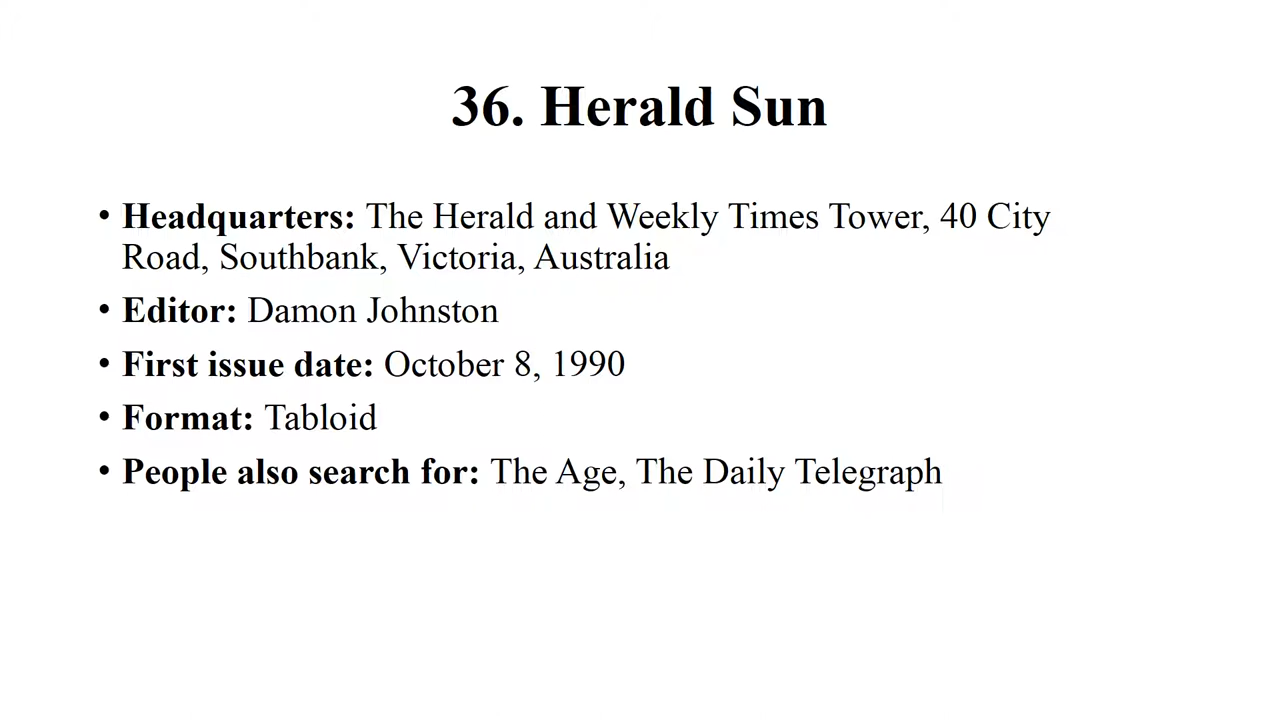 36. Herald Sun
• Headquarters: The Herald and Weekly Times Tower, 40 City
Road, Southbank, Victoria, Australia
• Editor: Damon Johnston
• First issue date: October 8, 1990
• Format: Tabloid
• People also search for: The Age, The Daily Telegraph